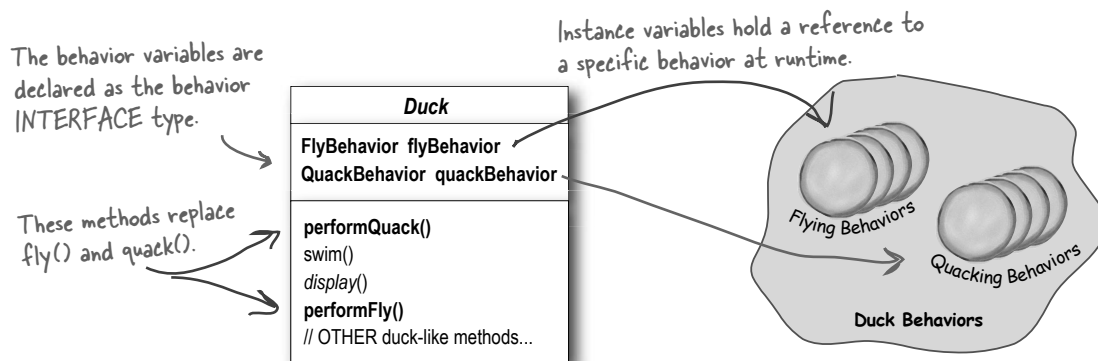 The behavior variables are
declared as the behavior
INTERFACE type.
Instance variables hold a reference to
a specific behavior at runtime.
Duck
FlyBehavior flyBehavior
QuackBehavior quackBehavior
These methods replace
fly() and quack().
performQuack()
swim()
display()
performFly()
// OTHER duck-like methods...
Flying Behaviors
Quacking Behaviors
Duck Behaviors